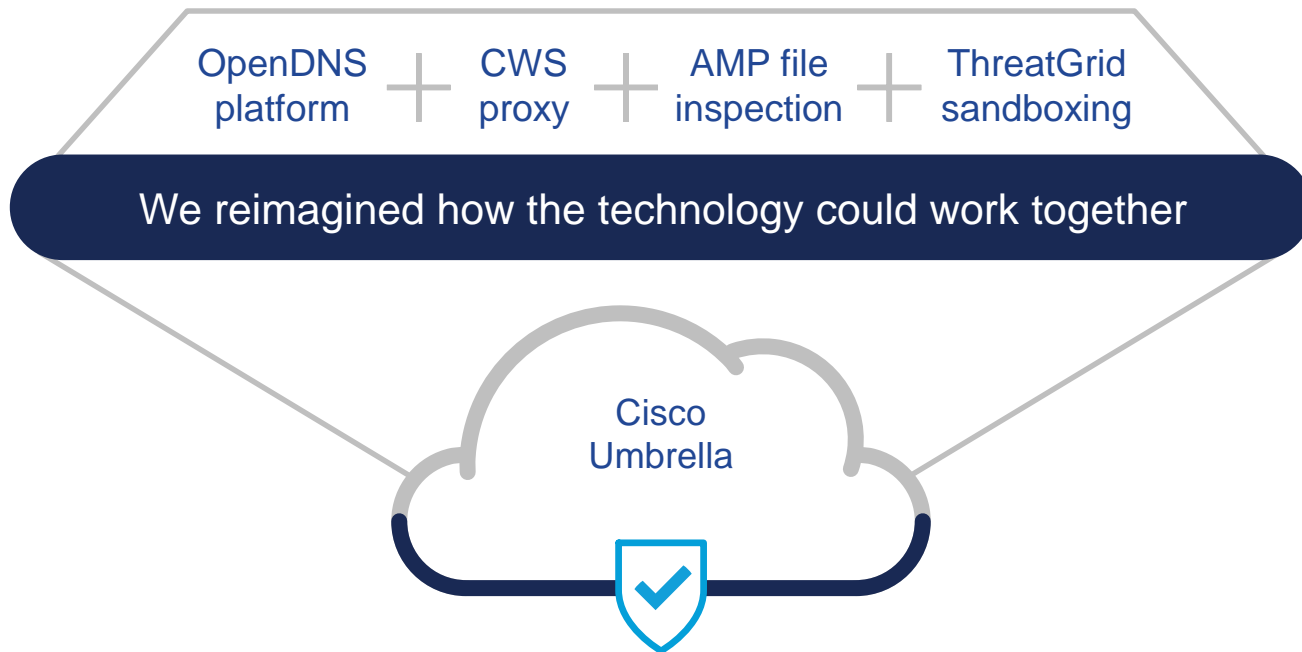 OpenDNS platform
CWS proxy
AMP file inspection
ThreatGrid sandboxing
We reimagined how the technology could work together
Cisco
Umbrella